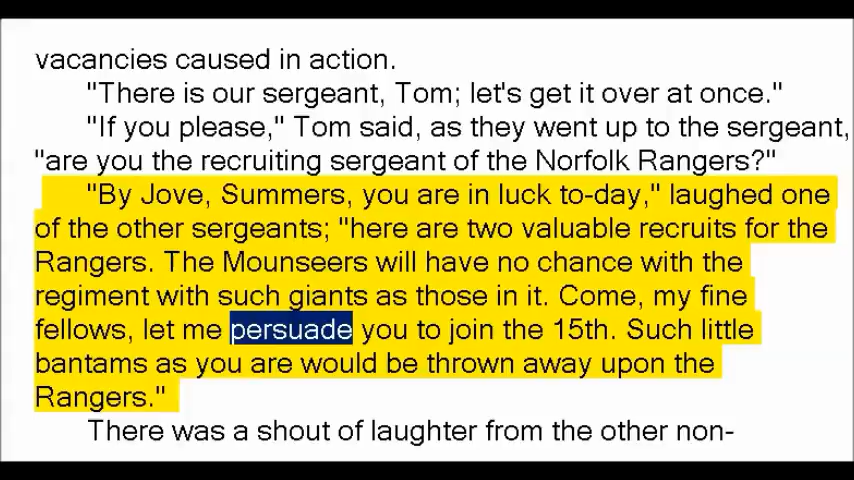 vacancies caused in action.
"There is our sergeant, Tom; let's get it over at once."
"If you please," Tom said, as they went up to the sergeant,
"are you the recruiting sergeant of the Norfolk Rangers?"
"By Jove, Summers, you are in luck to-day," laughed one
of the other sergeants; "here are two valuable recruits for the
Rangers. The Mounseers will have no chance with the
regiment with such giants as those in it. Come, my fine
fellows, let me persuade you to join the 15th. Such little
bantams as you are would be thrown away upon the
Rangers."
There was a shout of laughter from the other non-